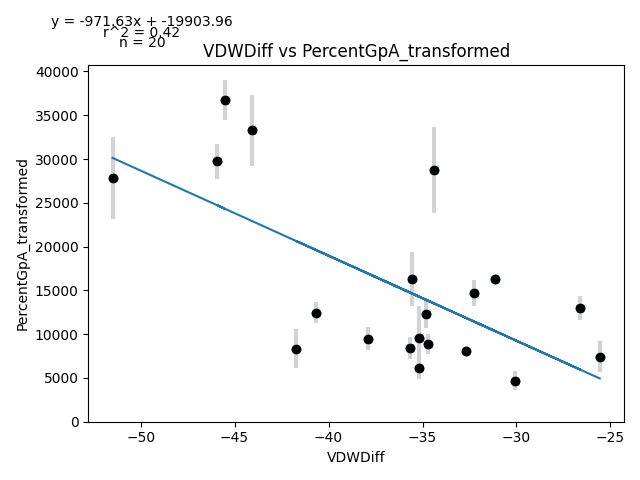 y = -971.63x + -19903.96
r^2 = 0.42
n = 20
VDWDiff vs PercentGpA_transformed
40000
35000
30000
25000
20000
15000
10000
5000
0
PercentGpA_transformed
−50 −45 −40 −35 −30 −25
VDWDiff